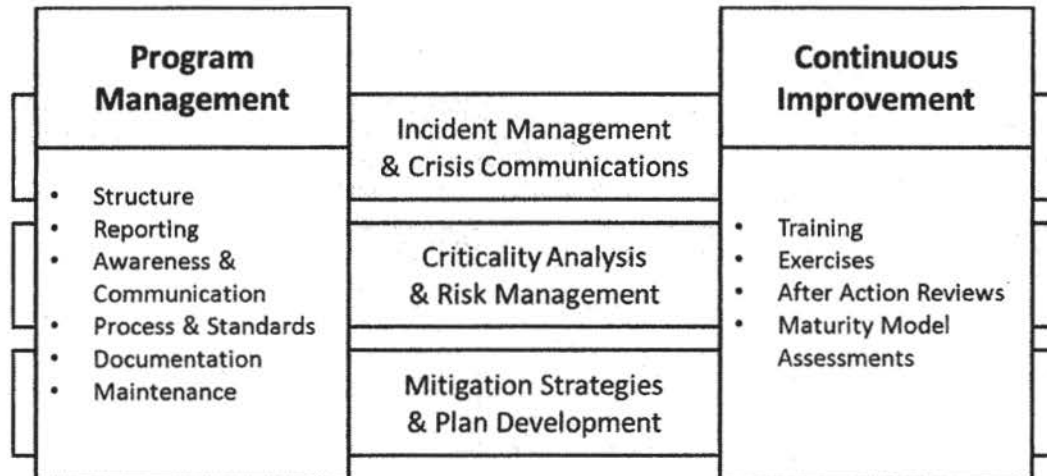 Program
Management
• Structure
• Reporting
• Awareness &
Communication
• Process & Standards
• Documentation
• Maintenance
Incident Management
& Crisis Communications
Criticality Analysis
& Risk Management
Mitigation Strategies
& Plan Development
Continuous
Improvement
• Training
• Exercises
• After Action Reviews
• Maturity Model
Assessments